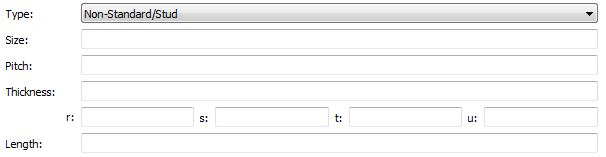 Type: Non-Standard/Stud
Size:
Pitch:
Thickness:
r: s: t: u:
Length: